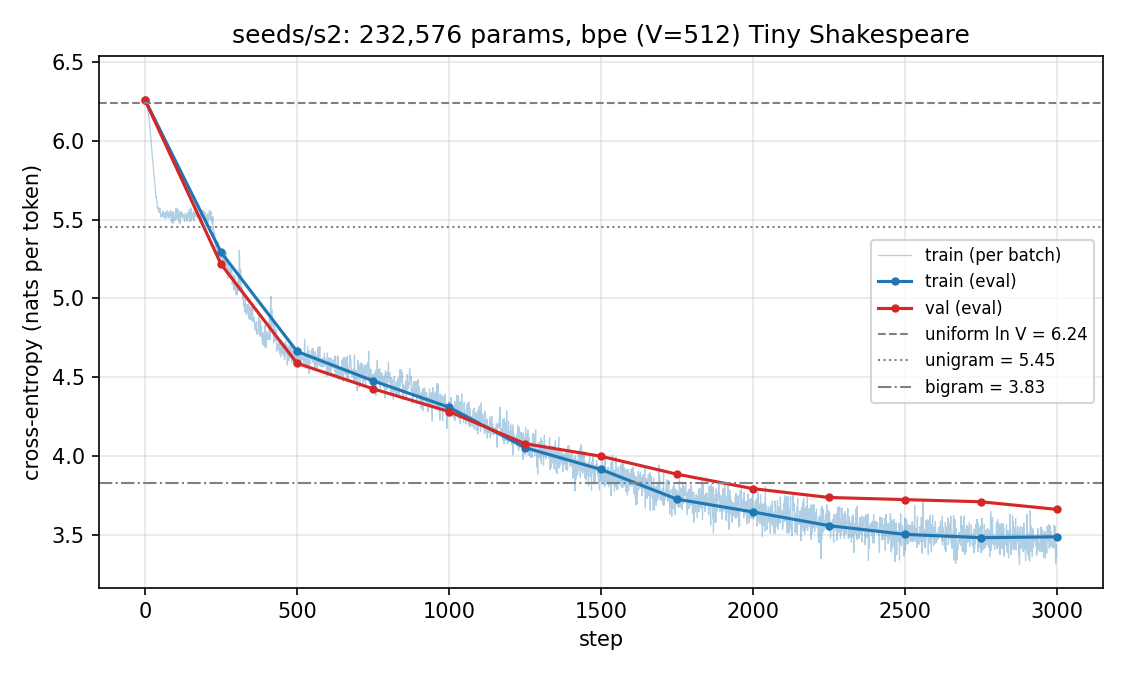 seeds/s2: 232,576 params, bpe (V=512) Tiny Shakespeare
cross-entropy (nats per token)
6.5
6.0
5.5
5.0
4.5
4.0
3.5
train (per batch)
train (eval)
val (eval)
uniform ln V = 6.24
unigram = 5.45
bigram = 3.83
0 500 1000 1500 2000 2500 3000
step